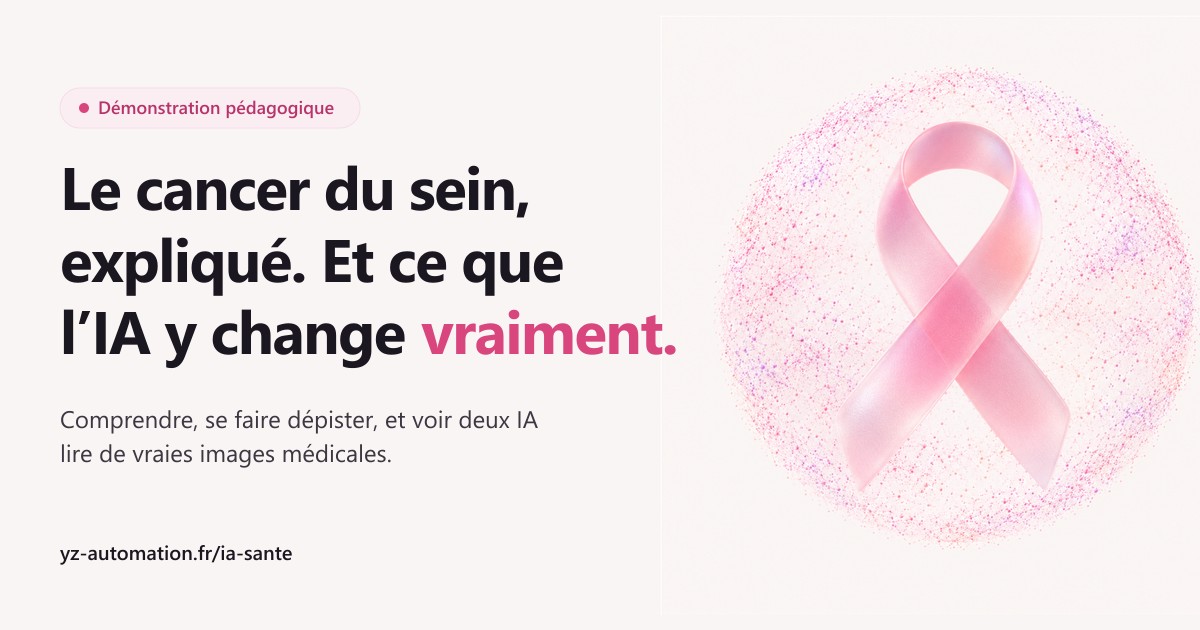 Démonstration pédagogique
Le cancer du sein,
expliqué. Et ce que
l’IA y change vraiment.
Comprendre, se faire dépister, et voir deux IA
lire de vraies images médicales.
yz-automation.fr/ia-sante